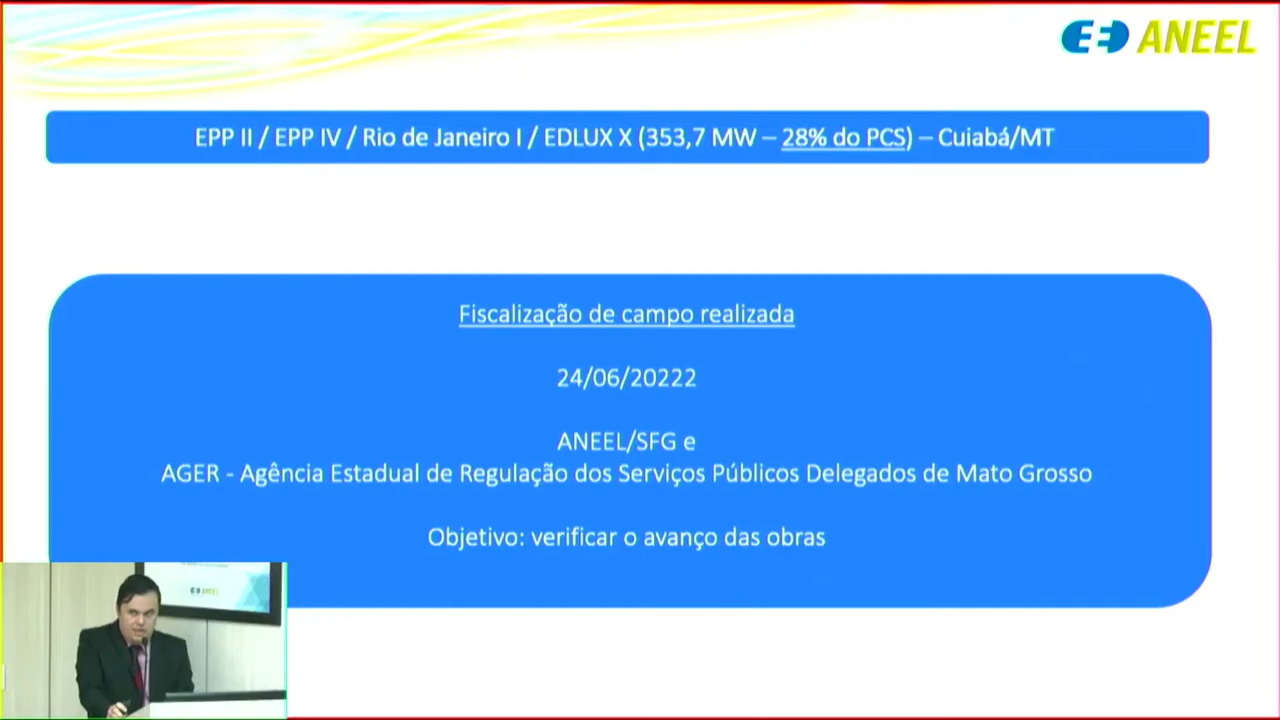 ANEEL
EPP II / EPP IV / Rio de Janeiro I / EDLUX X (353,7 MW – 28% do PCS) – Cuiabá/MT
Fiscalização de campo realizada
24/06/20222
ANEEL/SFG e
AGER - Agência Estadual de Regulação dos Serviços Públicos Delegados de Mato Grosso
Objetivo: verificar o avanço das obras
ANEEL